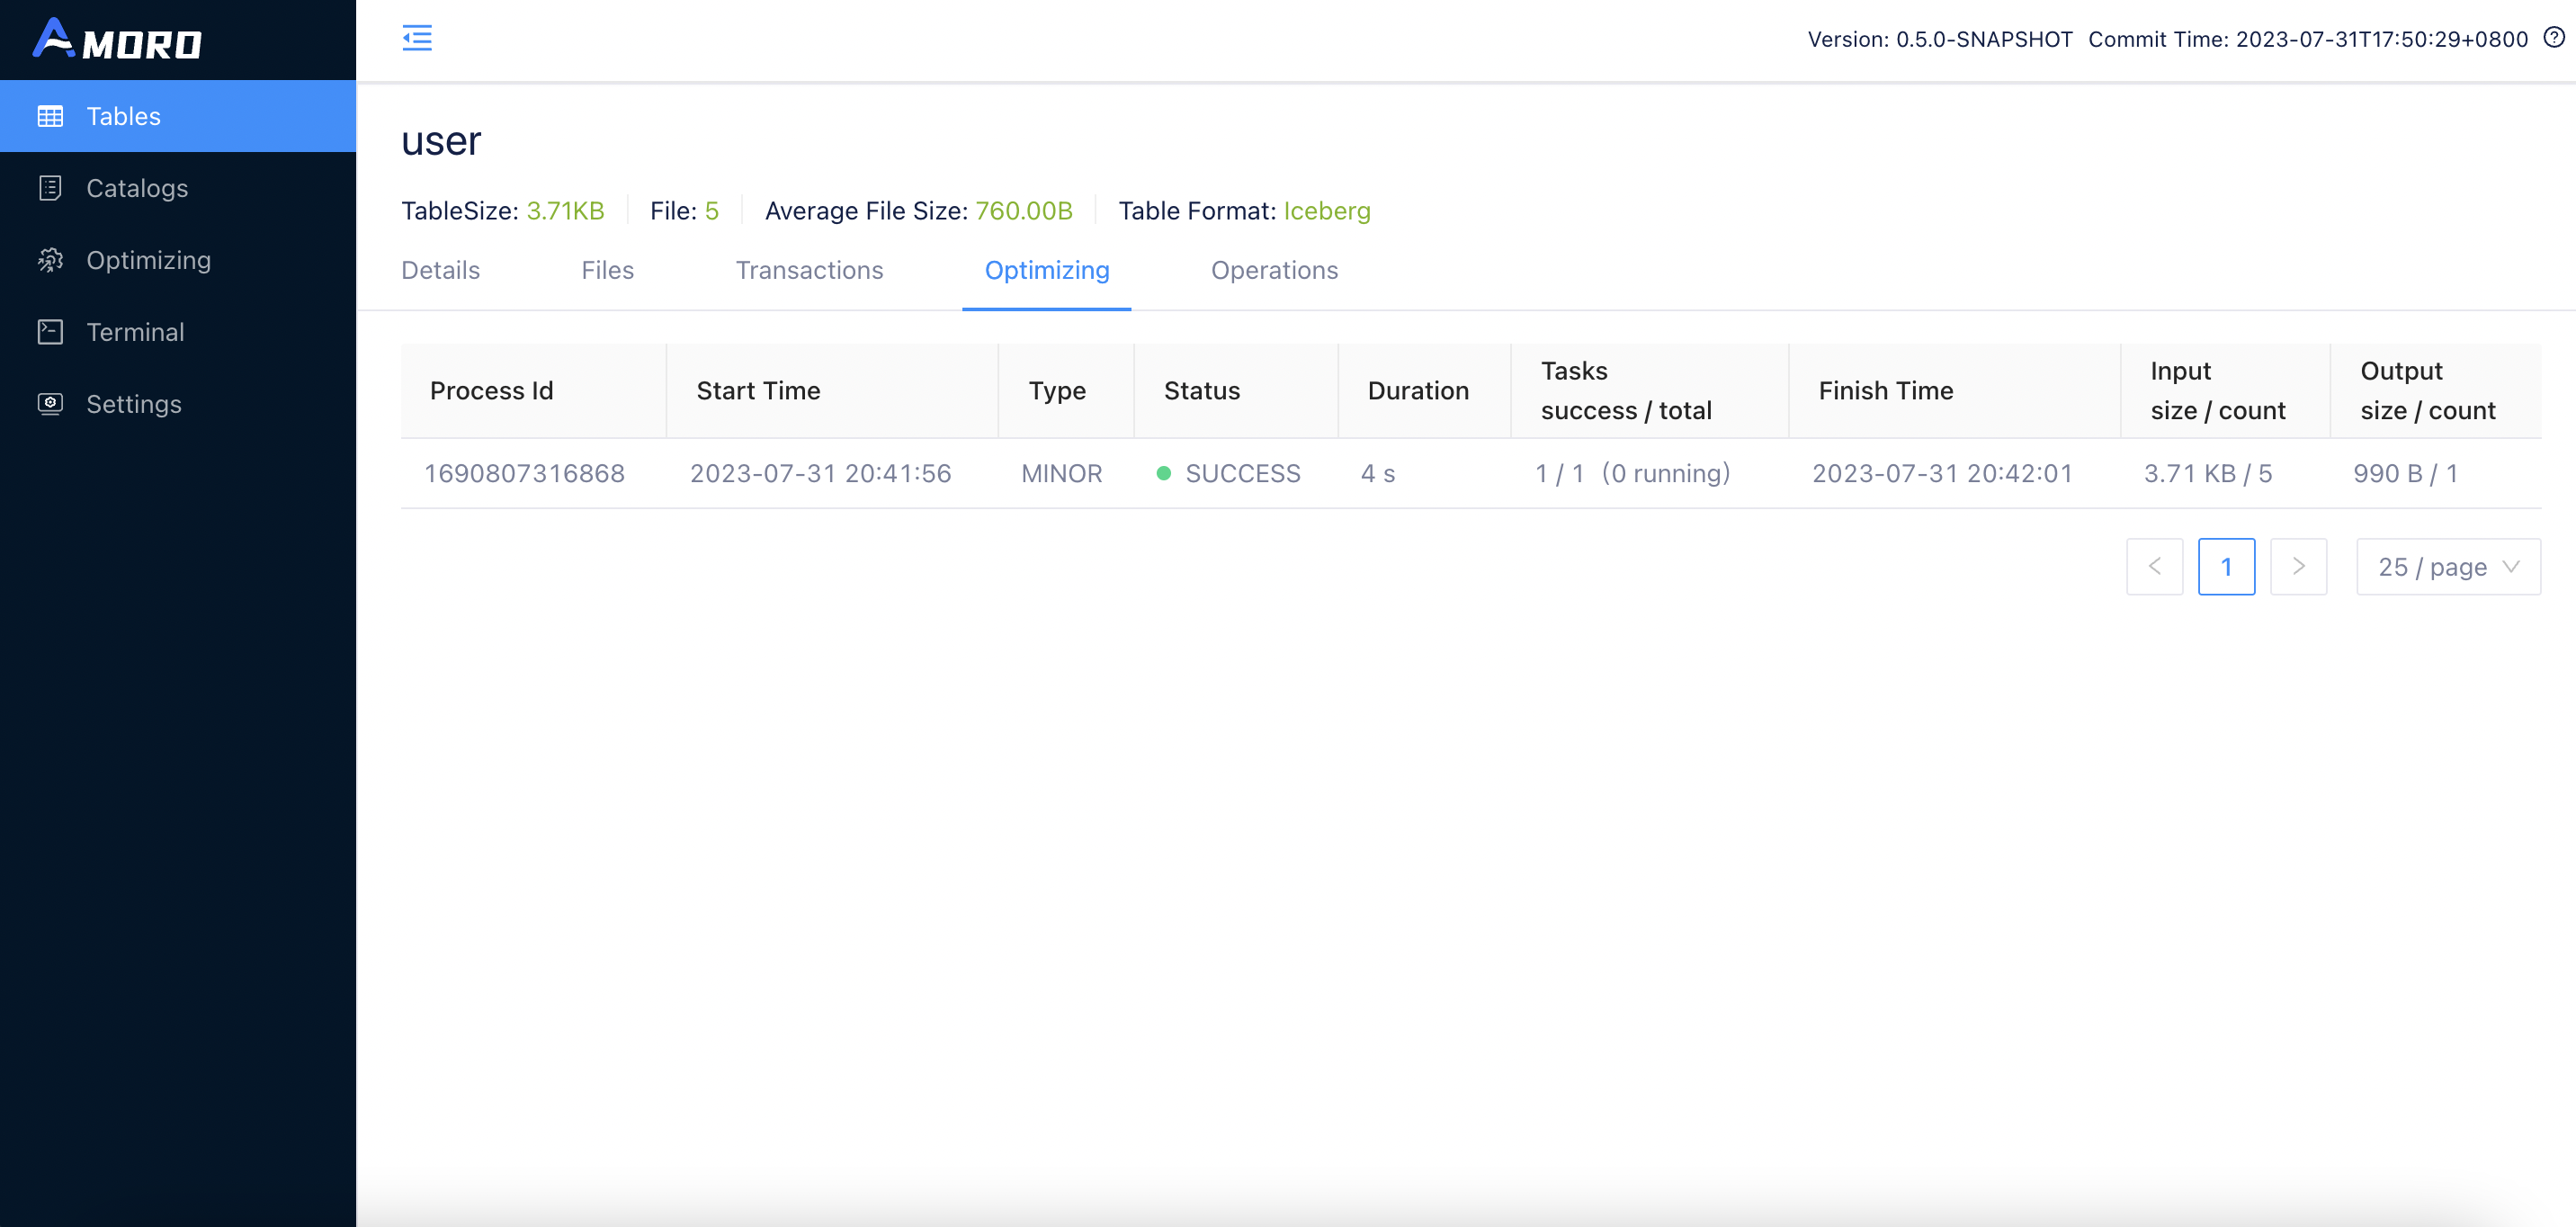 AMORO
Version: 0.5.0-SNAPSHOT Commit Time: 2023-07-31T17:50:29+0800
Tables
Catalogs
Optimizing
Terminal
Settings
user
TableSize: 3.71KB File: 5 Average File Size: 760.00B Table Format: Iceberg
Details Files Transactions Optimizing Operations
Process Id Start Time Type Status Duration Tasks success / total Finish Time Input size / count Output size / count
1690807316868 2023-07-31 20:41:56 MINOR SUCCESS 4 s 1 / 1 (0 running) 2023-07-31 20:42:01 3.71 KB / 5 990 B / 1
1 25 / page